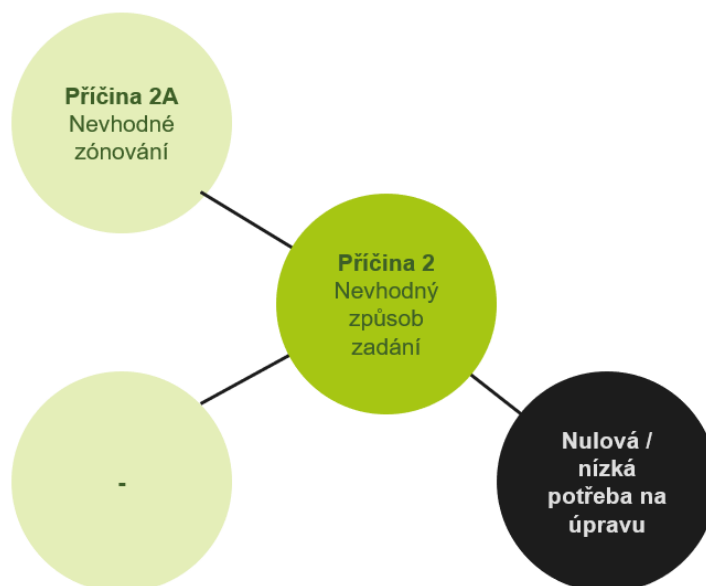 Příčina 2A
Nevhodné
zónování
Příčina 2
Nevhodný
způsob
zadání
-
Nulová /
nízká
potřeba na
úpravu